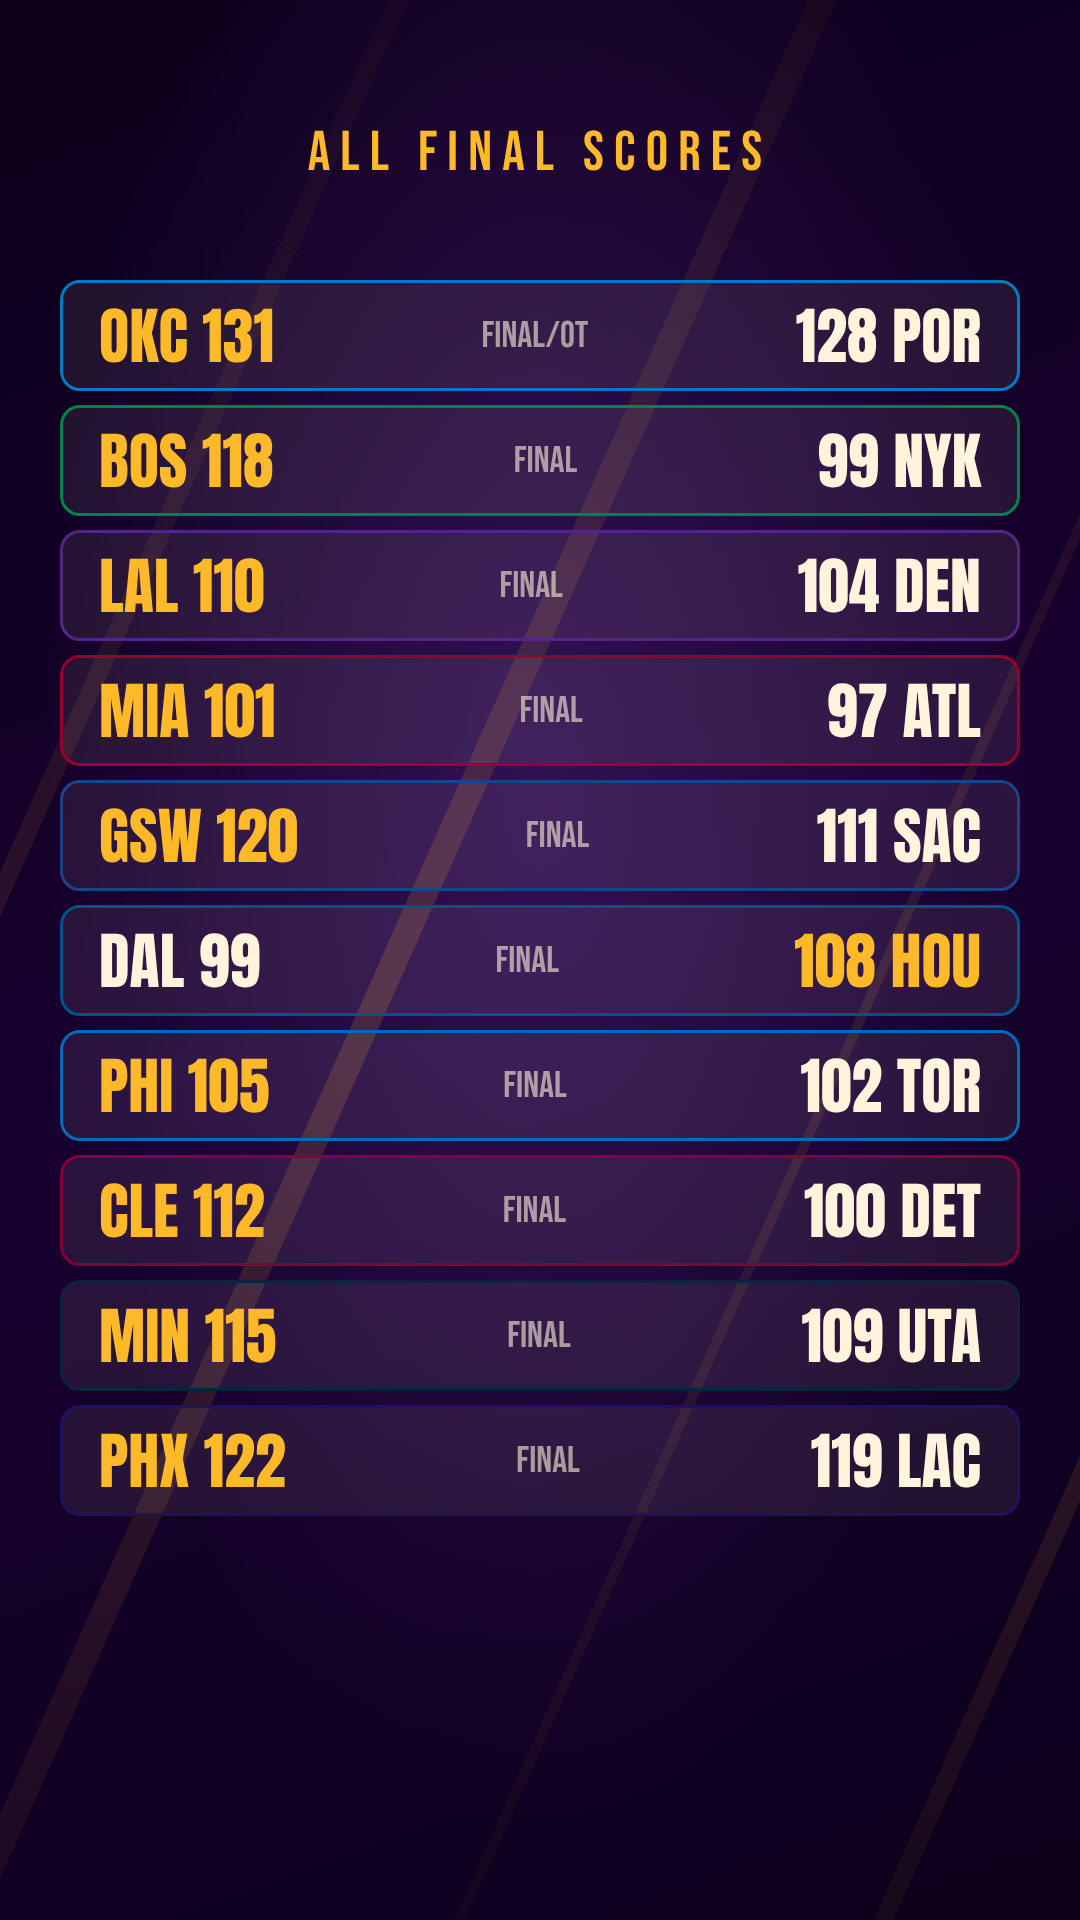 ALL FINAL SCORES
OKC 131 FINAL/OT 128 POR
BOS 118 FINAL 99 NYK
LAL 110 FINAL 104 DEN
MIA 101 FINAL 97 ATL
GSW 120 FINAL 111 SAC
DAL 99 FINAL 108 HOU
PHI 105 FINAL 102 TOR
CLE 112 FINAL 100 DET
MIN 115 FINAL 109 UTA
PHX 122 FINAL 119 LAC